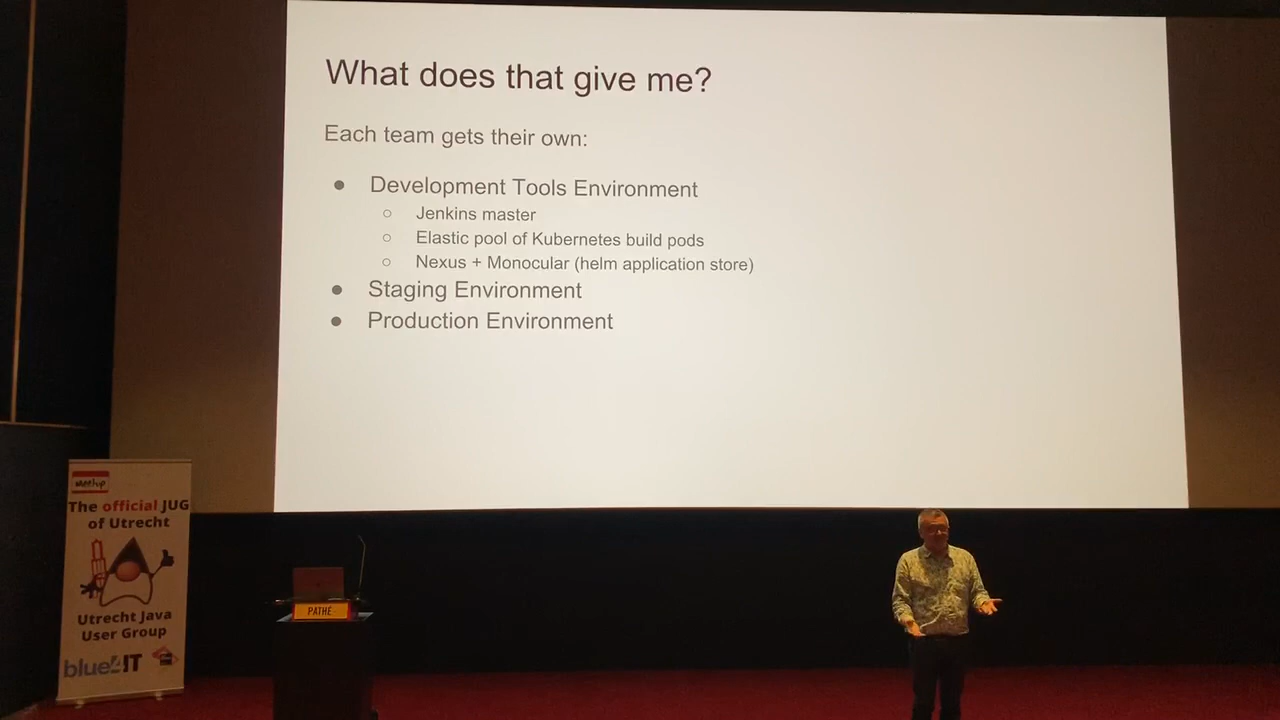 What does that give me?
Each team gets their own:
● Development Tools Environment
○ Jenkins master
○ Elastic pool of Kubernetes build pods
○ Nexus + Monocular (helm application store)
● Staging Environment
● Production Environment
Meetup
The official JUG
of Utrecht
Utrecht Java
User Group
blue4IT
PATHÉ